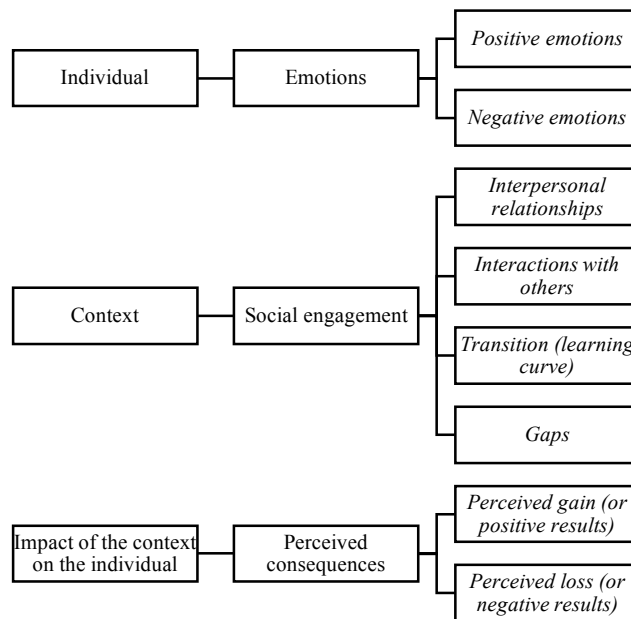 Individual
Emotions
Positive emotions
Negative emotions
Context
Social engagement
Interpersonal
relationships
Interactions with
others
Transition (learning
curve)
Gaps
Impact of the context
on the individual
Perceived
consequences
Perceived gain (or
positive results)
Perceived loss (or
negative results)